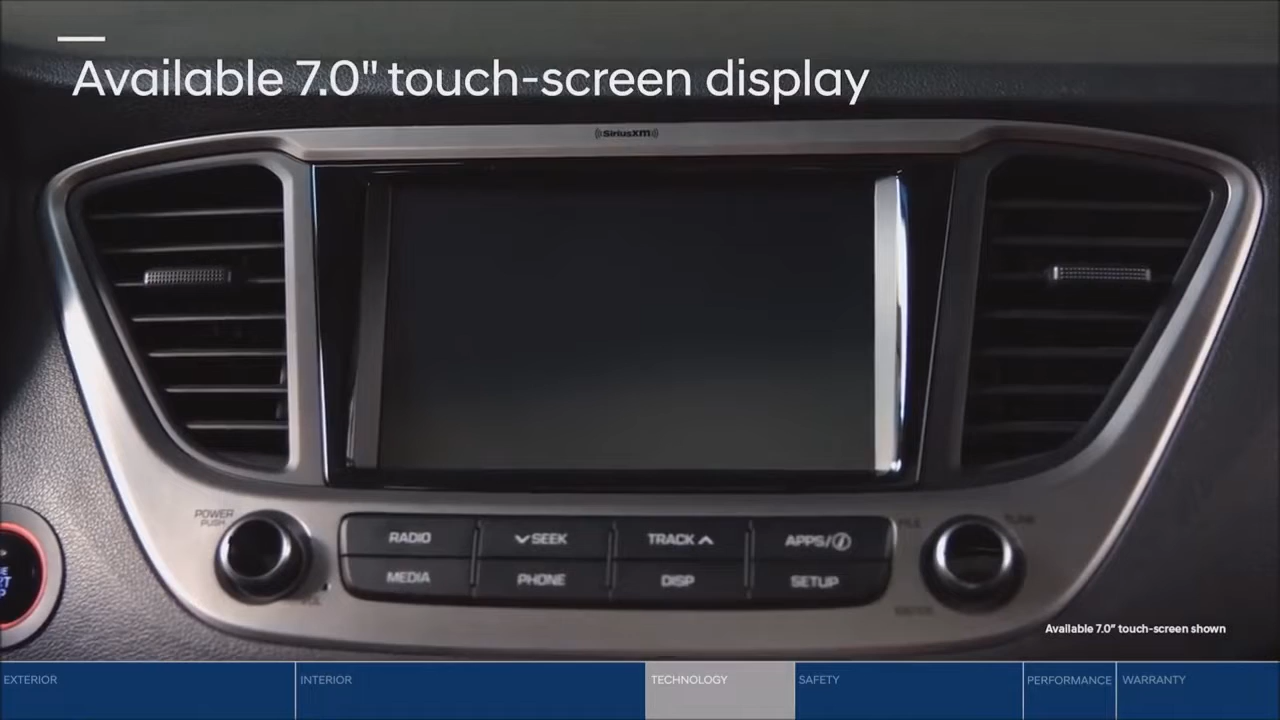 Available 7.0" touch-screen display
SiriusXM
POWER
PUSH
RADIO
SEEK
TRACK
APPS/i
MEDIA
PHONE
DISP
SETUP
Available 7.0" touch-screen shown
EXTERIOR
INTERIOR
TECHNOLOGY
SAFETY
PERFORMANCE
WARRANTY